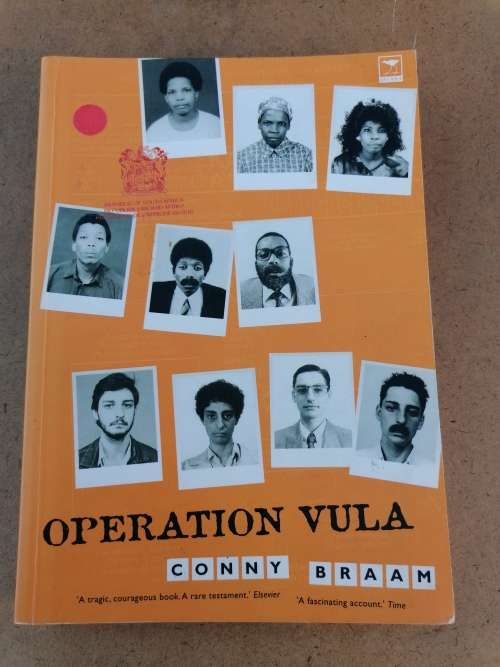 OPERATION VULA
CONNY BRAAM
'A tragic, courageous book. A rare testament.' Elsevier
'A fascinating account.' Time